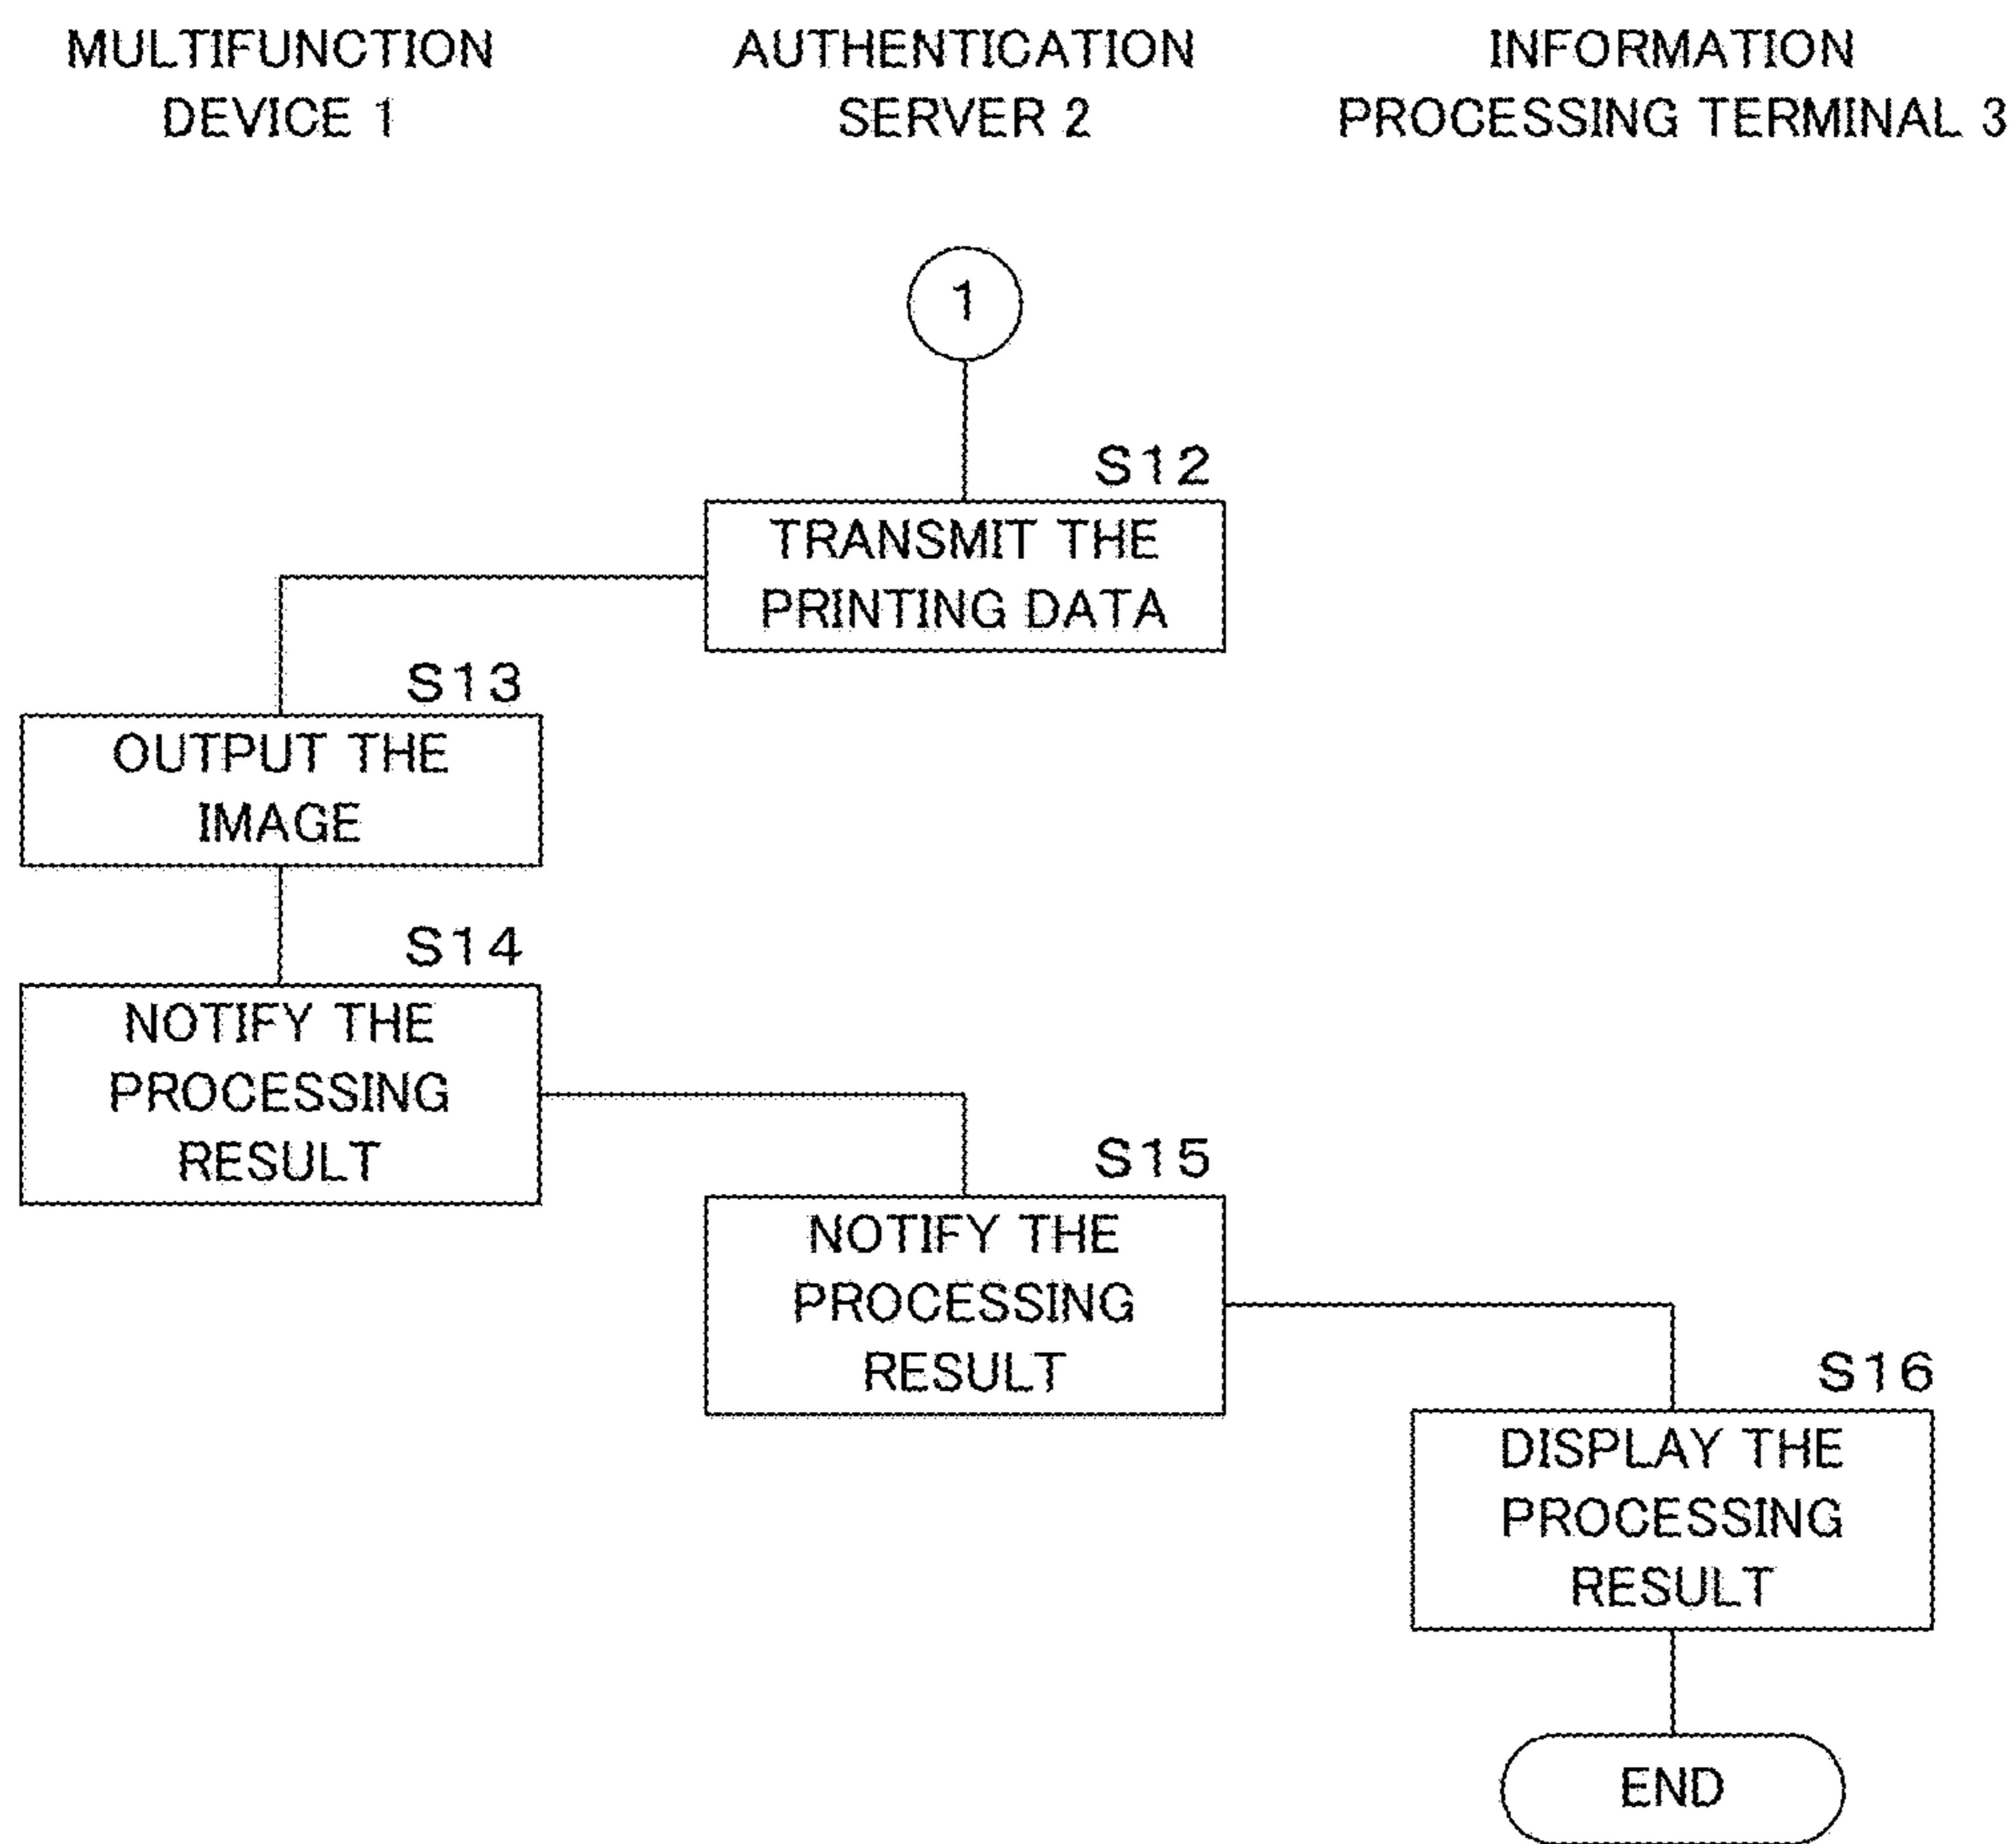 MULTIFUNCTION
DEVICE 1
AUTHENTICATION
SERVER 2
INFORMATION
PROCESSING TERMINAL 3
1
S12
TRANSMIT THE
PRINTING DATA
S13
OUTPUT THE
IMAGE
S14
NOTIFY THE
PROCESSING
RESULT
S15
NOTIFY THE
PROCESSING
RESULT
S16
DISPLAY THE
PROCESSING
RESULT
END